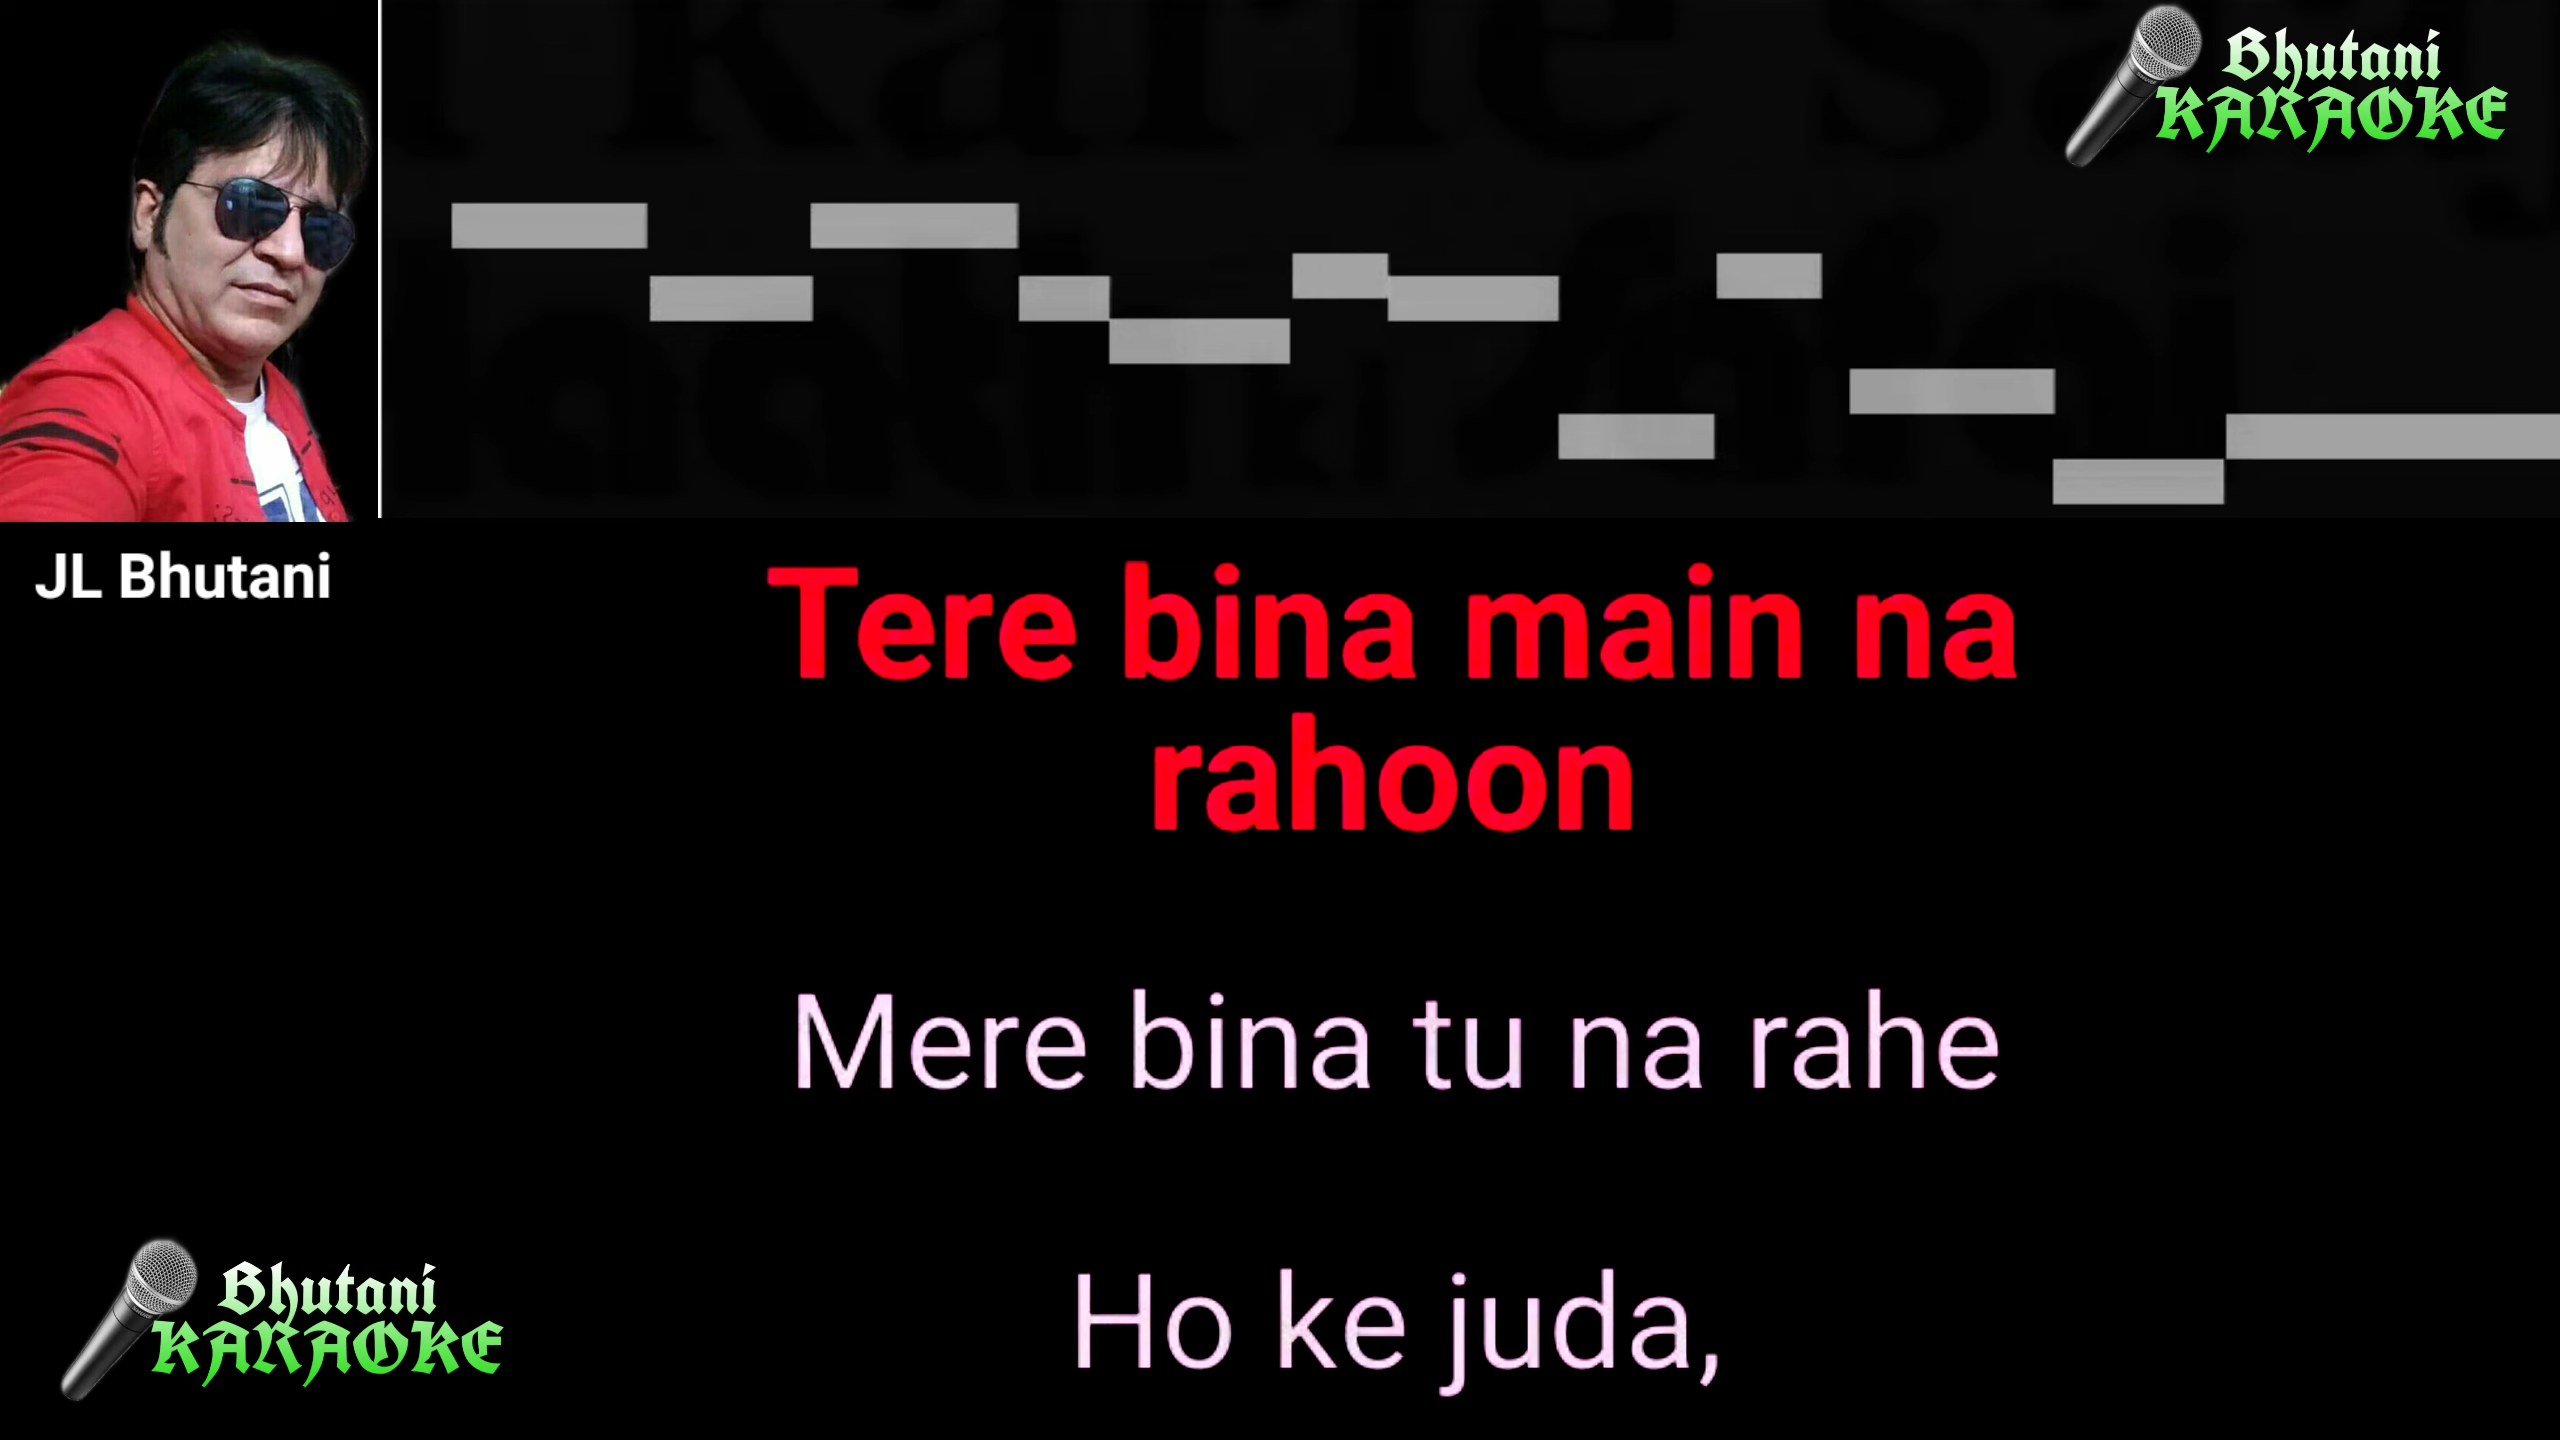 Bhutani
KARAOKE
JL Bhutani
Tere bina main na
rahoon
Mere bina tu na rahe
Ho ke juda,
Bhutani
KARAOKE